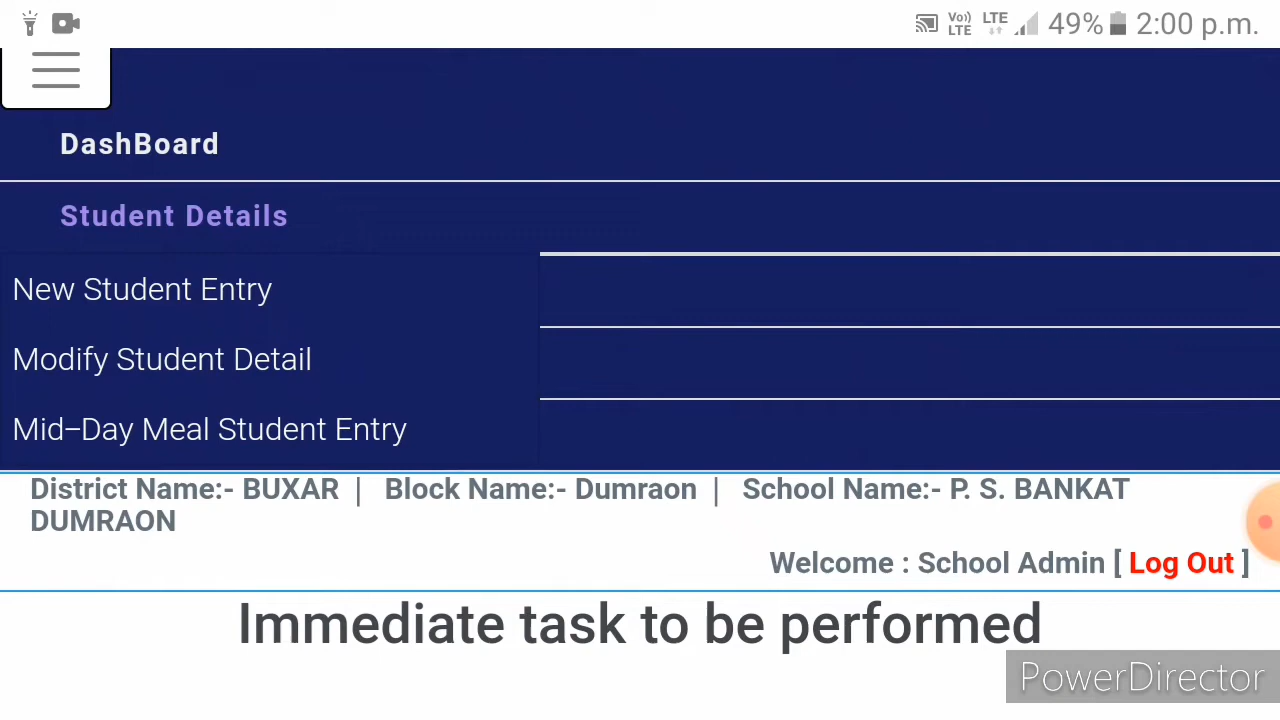 Vo)) LTE LTE 49% 2:00 p.m.
DashBoard
Student Details
New Student Entry
Modify Student Detail
Mid–Day Meal Student Entry
District Name:- BUXAR | Block Name:- Dumraon | School Name:- P. S. BANKAT
DUMRAON
Welcome : School Admin [ Log Out ]
Immediate task to be performed
PowerDirector